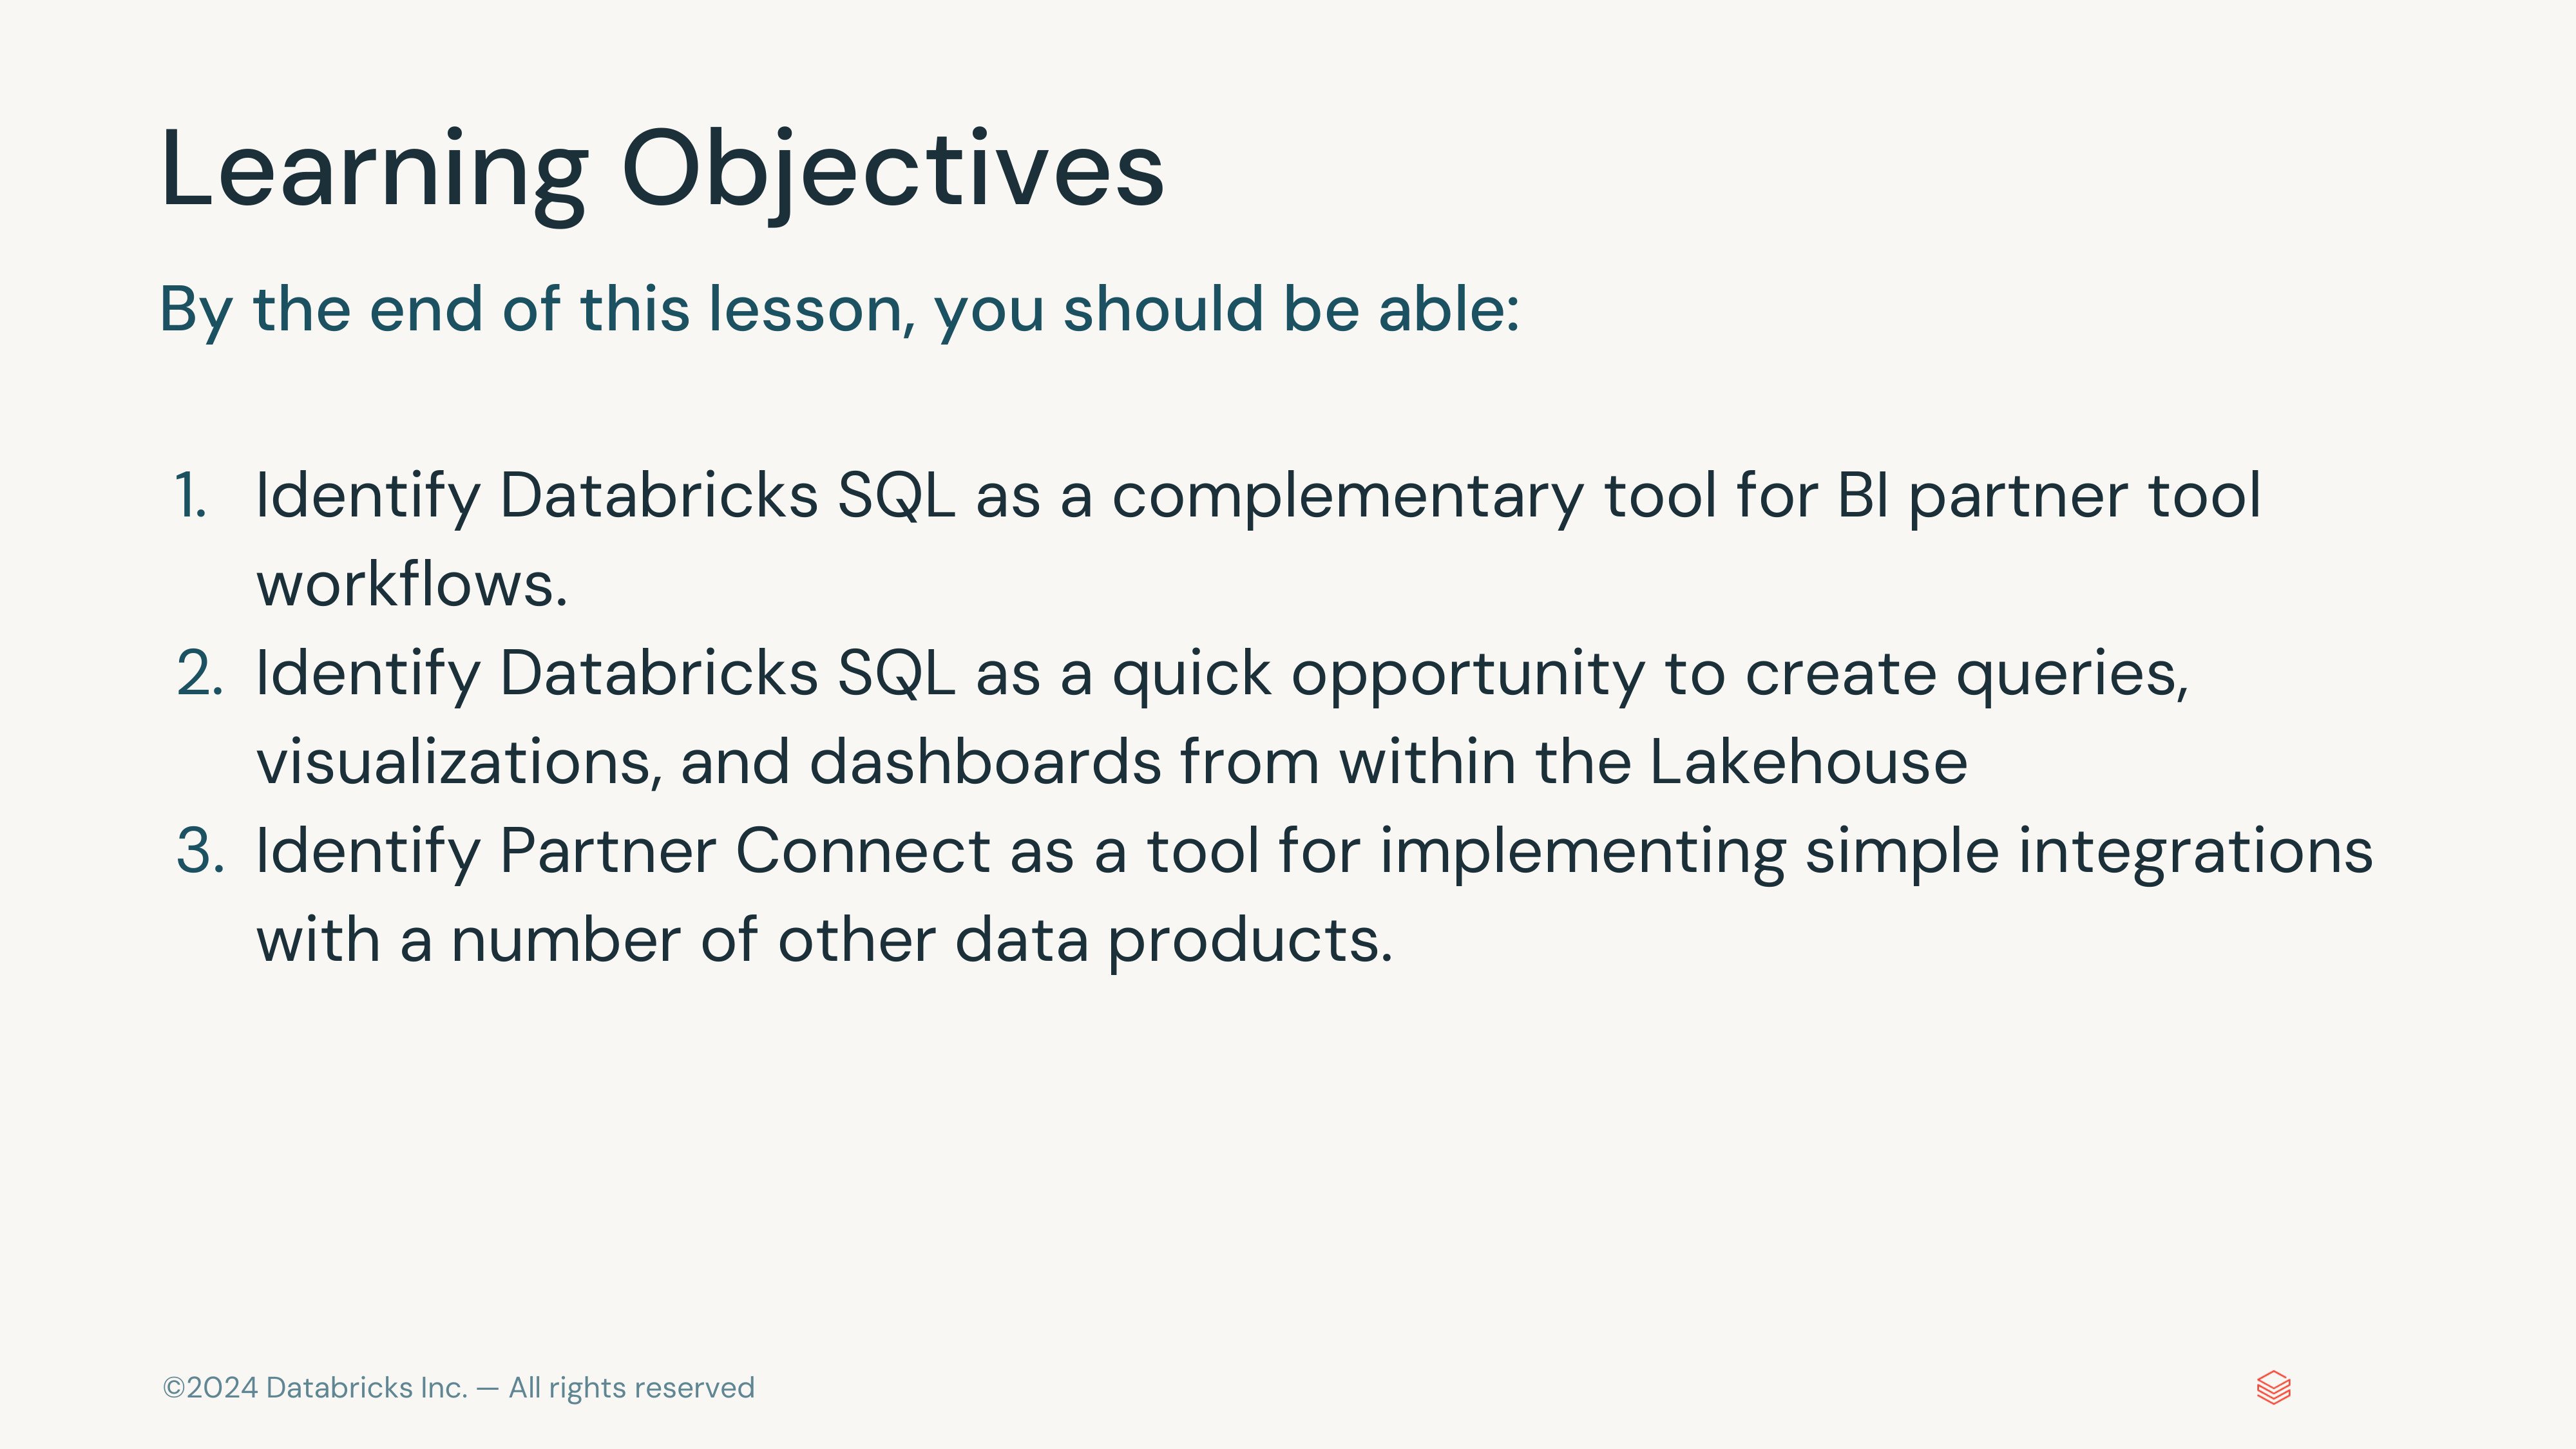 Learning Objectives
By the end of this lesson, you should be able:
1. Identify Databricks SQL as a complementary tool for BI partner tool
workflows.
2. Identify Databricks SQL as a quick opportunity to create queries,
visualizations, and dashboards from within the Lakehouse
3. Identify Partner Connect as a tool for implementing simple integrations
with a number of other data products.
©2024 Databricks Inc. — All rights reserved